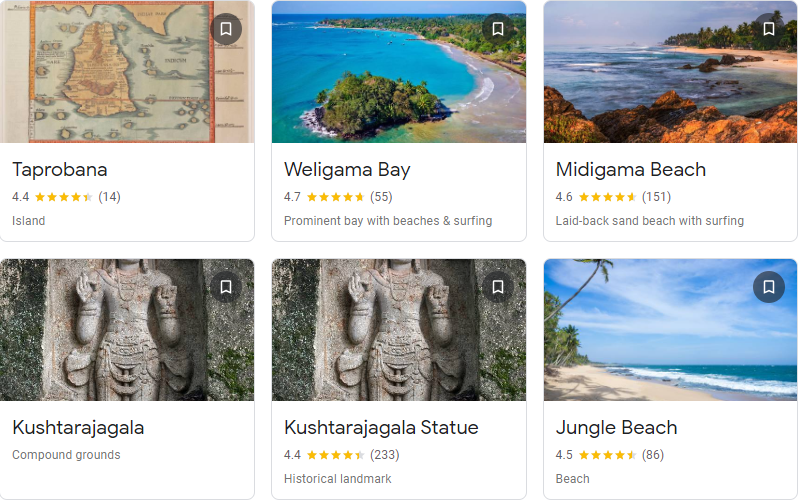 Taprobana
4.4 (14)
Island
Weligama Bay
4.7 (55)
Prominent bay with beaches & surfing
Midigama Beach
4.6 (151)
Laid-back sand beach with surfing
Kushtarajagala
Compound grounds
Kushtarajagala Statue
4.4 (233)
Historical landmark
Jungle Beach
4.5 (86)
Beach